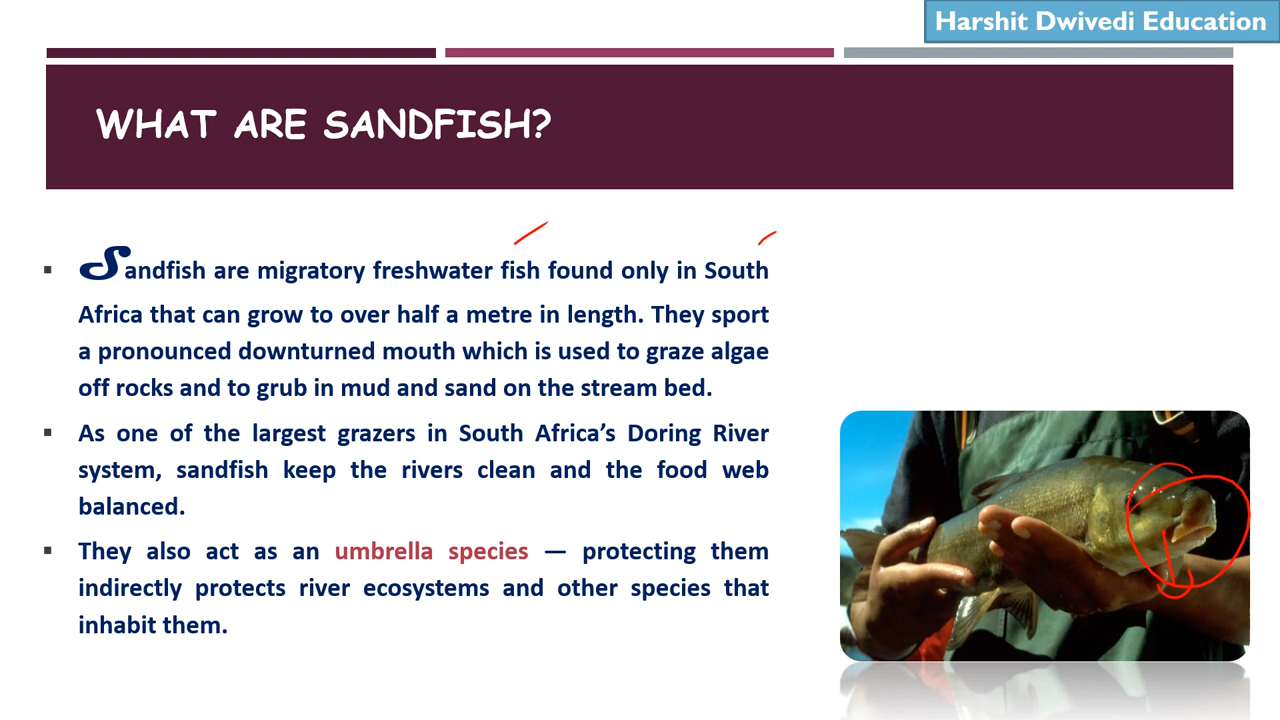 Harshit Dwivedi Education
WHAT ARE SANDFISH?
▪ Sandfish are migratory freshwater fish found only in South
Africa that can grow to over half a metre in length. They sport
a pronounced downturned mouth which is used to graze algae
off rocks and to grub in mud and sand on the stream bed.
▪ As one of the largest grazers in South Africa’s Doring River
system, sandfish keep the rivers clean and the food web
balanced.
▪ They also act as an umbrella species — protecting them
indirectly protects river ecosystems and other species that
inhabit them.